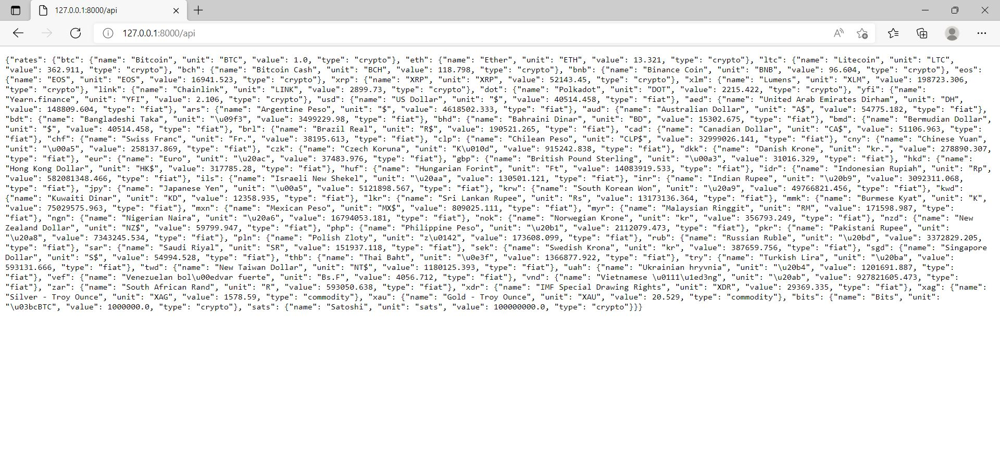 127.0.0.1:8000/api
127.0.0.1:8000/api
{"rates": {"btc": {"name": "Bitcoin", "unit": "BTC", "value": 1.0, "type": "crypto"}, "eth": {"name": "Ether", "unit": "ETH", "value": 13.321, "type": "crypto"}, "ltc": {"name": "Litecoin", "unit": "LTC",
"value": 362.911, "type": "crypto"}, "bch": {"name": "Bitcoin Cash", "unit": "BCH", "value": 118.798, "type": "crypto"}, "bnb": {"name": "Binance Coin", "unit": "BNB", "value": 96.604, "type": "crypto"}, "eos":
{"name": "EOS", "unit": "EOS", "value": 16941.523, "type": "crypto"}, "xrp": {"name": "XRP", "unit": "XRP", "value": 52143.45, "type": "crypto"}, "xlm": {"name": "Lumens", "unit": "XLM", "value": 198723.306,
"type": "crypto"}, "link": {"name": "Chainlink", "unit": "LINK", "value": 2899.73, "type": "crypto"}, "dot": {"name": "Polkadot", "unit": "DOT", "value": 2215.422, "type": "crypto"}, "yfi": {"name":
"Yearn.finance", "unit": "YFI", "value": 2.106, "type": "crypto"}, "usd": {"name": "US Dollar", "unit": "$", "value": 40514.458, "type": "fiat"}, "aed": {"name": "United Arab Emirates Dirham", "unit": "DH",
"value": 148809.604, "type": "fiat"}, "ars": {"name": "Argentine Peso", "unit": "$", "value": 4618502.333, "type": "fiat"}, "aud": {"name": "Australian Dollar", "unit": "A$", "value": 54775.182, "type": "fiat"},
"bdt": {"name": "Bangladeshi Taka", "unit": "\u09f3", "value": 3499229.98, "type": "fiat"}, "bhd": {"name": "Bahraini Dinar", "unit": "BD", "value": 15302.675, "type": "fiat"}, "bmd": {"name": "Bermudian Dollar",
"unit": "$", "value": 40514.458, "type": "fiat"}, "brl": {"name": "Brazil Real", "unit": "R$", "value": 190521.265, "type": "fiat"}, "cad": {"name": "Canadian Dollar", "unit": "CA$", "value": 51106.963, "type":
"fiat"}, "chf": {"name": "Swiss Franc", "unit": "Fr.", "value": 38195.613, "type": "fiat"}, "clp": {"name": "Chilean Peso", "unit": "CLP$", "value": 32999026.141, "type": "fiat"}, "cny": {"name": "Chinese Yuan",
"unit": "\u00a5", "value": 258137.869, "type": "fiat"}, "czk": {"name": "Czech Koruna", "unit": "K\u010d", "value": 915242.838, "type": "fiat"}, "dkk": {"name": "Danish Krone", "unit": "kr.", "value": 278890.307,
"type": "fiat"}, "eur": {"name": "Euro", "unit": "\u20ac", "value": 37483.976, "type": "fiat"}, "gbp": {"name": "British Pound Sterling", "unit": "\u00a3", "value": 31016.329, "type": "fiat"}, "hkd": {"name":
"Hong Kong Dollar", "unit": "HK$", "value": 317785.28, "type": "fiat"}, "huf": {"name": "Hungarian Forint", "unit": "Ft", "value": 14083919.533, "type": "fiat"}, "idr": {"name": "Indonesian Rupiah", "unit": "Rp",
"value": 582081348.466, "type": "fiat"}, "ils": {"name": "Israeli New Shekel", "unit": "\u20aa", "value": 130501.121, "type": "fiat"}, "inr": {"name": "Indian Rupee", "unit": "\u20b9", "value": 3092311.068,
"type": "fiat"}, "jpy": {"name": "Japanese Yen", "unit": "\u00a5", "value": 5121898.567, "type": "fiat"}, "krw": {"name": "South Korean Won", "unit": "\u20a9", "value": 49766821.456, "type": "fiat"}, "kwd":
{"name": "Kuwaiti Dinar", "unit": "KD", "value": 12358.935, "type": "fiat"}, "lkr": {"name": "Sri Lankan Rupee", "unit": "Rs", "value": 13173136.364, "type": "fiat"}, "mmk": {"name": "Burmese Kyat", "unit": "K",
"value": 75029575.963, "type": "fiat"}, "mxn": {"name": "Mexican Peso", "unit": "MX$", "value": 809025.111, "type": "fiat"}, "myr": {"name": "Malaysian Ringgit", "unit": "RM", "value": 171598.987, "type":
"fiat"}, "ngn": {"name": "Nigerian Naira", "unit": "\u20a6", "value": 16794053.181, "type": "fiat"}, "nok": {"name": "Norwegian Krone", "unit": "kr", "value": 356793.249, "type": "fiat"}, "nzd": {"name": "New
Zealand Dollar", "unit": "NZ$", "value": 59799.947, "type": "fiat"}, "php": {"name": "Philippine Peso", "unit": "\u20b1", "value": 2112079.473, "type": "fiat"}, "pkr": {"name": "Pakistani Rupee", "unit":
"\u20a8", "value": 7343245.534, "type": "fiat"}, "pln": {"name": "Polish Zloty", "unit": "z\u0142", "value": 173608.099, "type": "fiat"}, "rub": {"name": "Russian Ruble", "unit": "\u20bd", "value": 3372829.205,
"type": "fiat"}, "sar": {"name": "Saudi Riyal", "unit": "SR", "value": 151937.118, "type": "fiat"}, "sek": {"name": "Swedish Krona", "unit": "kr", "value": 387659.756, "type": "fiat"}, "sgd": {"name": "Singapore
Dollar", "unit": "S$", "value": 54994.528, "type": "fiat"}, "thb": {"name": "Thai Baht", "unit": "\u0e3f", "value": 1366877.922, "type": "fiat"}, "try": {"name": "Turkish Lira", "unit": "\u20ba", "value":
593131.666, "type": "fiat"}, "twd": {"name": "New Taiwan Dollar", "unit": "NT$", "value": 1180125.393, "type": "fiat"}, "uah": {"name": "Ukrainian hryvnia", "unit": "\u20b4", "value": 1201691.887, "type":
"fiat"}, "vef": {"name": "Venezuelan bol\u00edvar fuerte", "unit": "Bs.F", "value": 4056.712, "type": "fiat"}, "vnd": {"name": "Vietnamese \u0111\u1ed3ng", "unit": "\u20ab", "value": 927821605.473, "type":
"fiat"}, "zar": {"name": "South African Rand", "unit": "R", "value": 593050.638, "type": "fiat"}, "xdr": {"name": "IMF Special Drawing Rights", "unit": "XDR", "value": 29369.335, "type": "fiat"}, "xag": {"name":
"Silver - Troy Ounce", "unit": "XAG", "value": 1578.59, "type": "commodity"}, "xau": {"name": "Gold - Troy Ounce", "unit": "XAU", "value": 20.529, "type": "commodity"}, "bits": {"name": "Bits", "unit":
"\u03bcBTC", "value": 1000000.0, "type": "crypto"}, "sats": {"name": "Satoshi", "unit": "sats", "value": 100000000.0, "type": "crypto"}}}